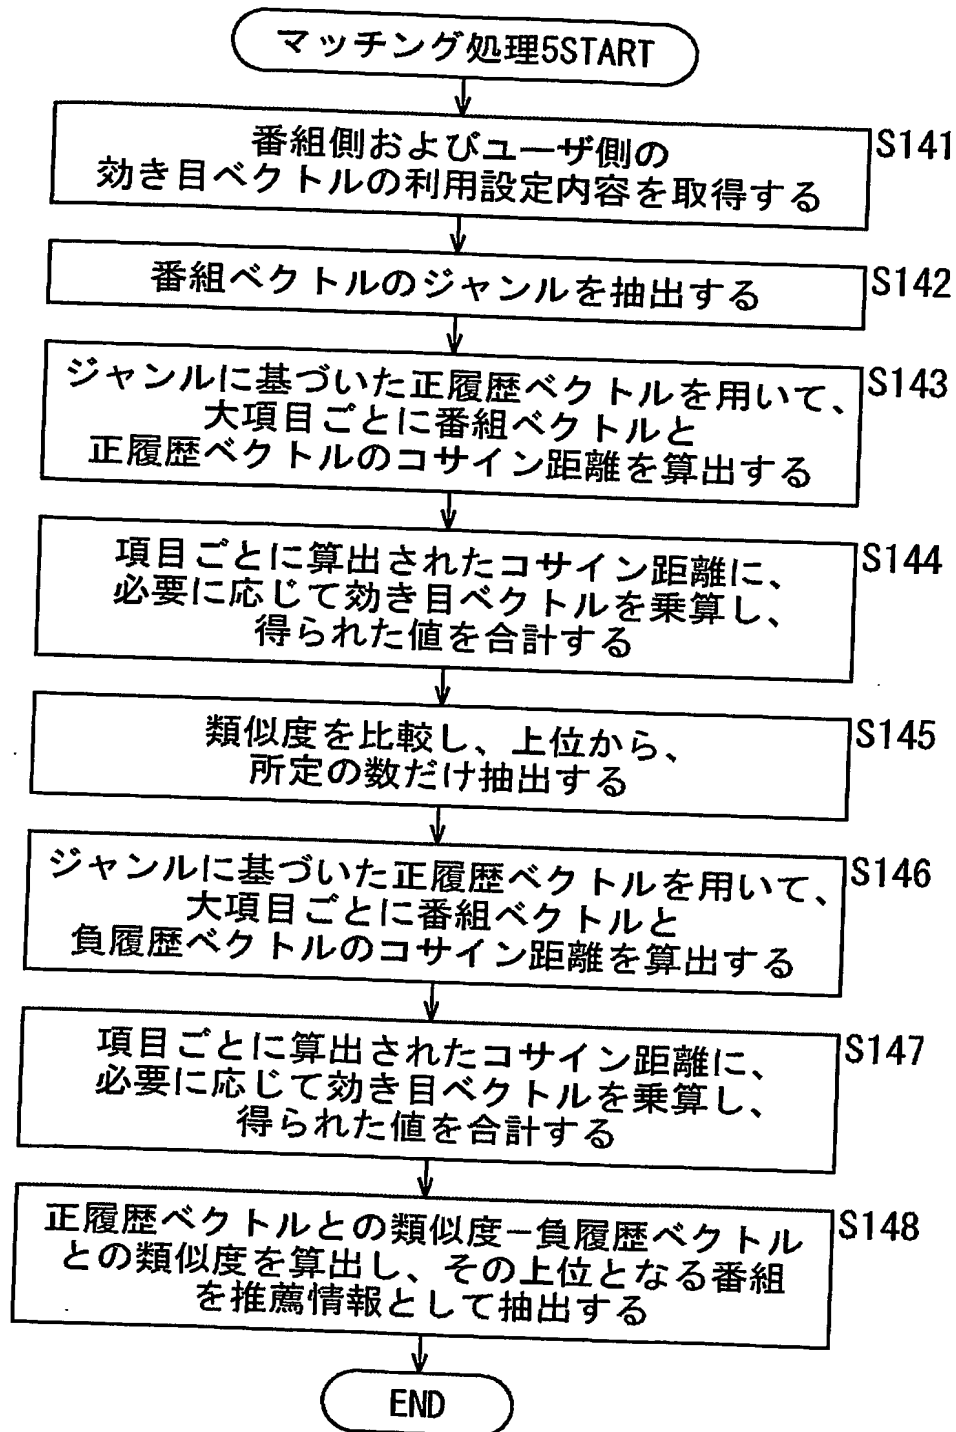 マッチング処理5START
番組側およびユーザ側の
効き目ベクトルの利用設定内容を取得する
S141
番組ベクトルのジャンルを抽出する
S142
ジャンルに基づいた正履歴ベクトルを用いて、
大項目ごとに番組ベクトルと
正履歴ベクトルのコサイン距離を算出する
S143
項目ごとに算出されたコサイン距離に、
必要に応じて効き目ベクトルを乗算し、
得られた値を合計する
S144
類似度を比較し、上位から、
所定の数だけ抽出する
S145
ジャンルに基づいた正履歴ベクトルを用いて、
大項目ごとに番組ベクトルと
負履歴ベクトルのコサイン距離を算出する
S146
項目ごとに算出されたコサイン距離に、
必要に応じて効き目ベクトルを乗算し、
得られた値を合計する
S147
正履歴ベクトルとの類似度−負履歴ベクトル
との類似度を算出し、その上位となる番組
を推薦情報として抽出する
S148
END